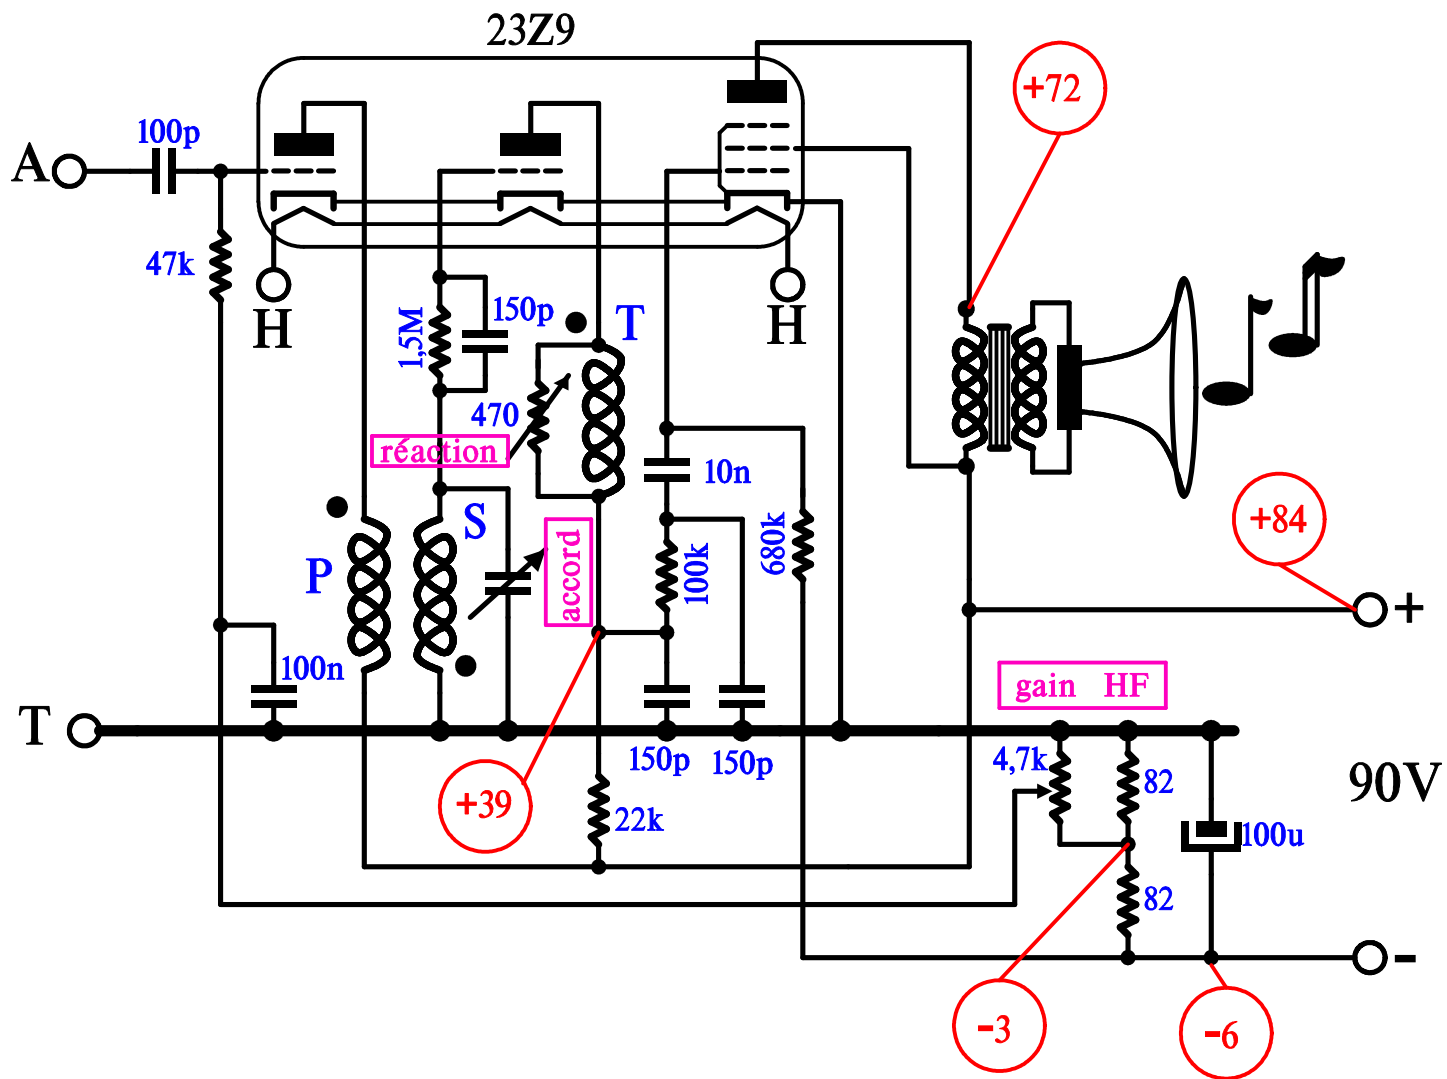 23Z9
+72
100p
A
47k
H
H
150p
1,5M
T
470
réaction
10n
+84
S
680k
100k
accord
P
+
100n
gain HF
T
4,7k
82
150p
150p
90V
+39
22k
100u
82
-
-3
-6